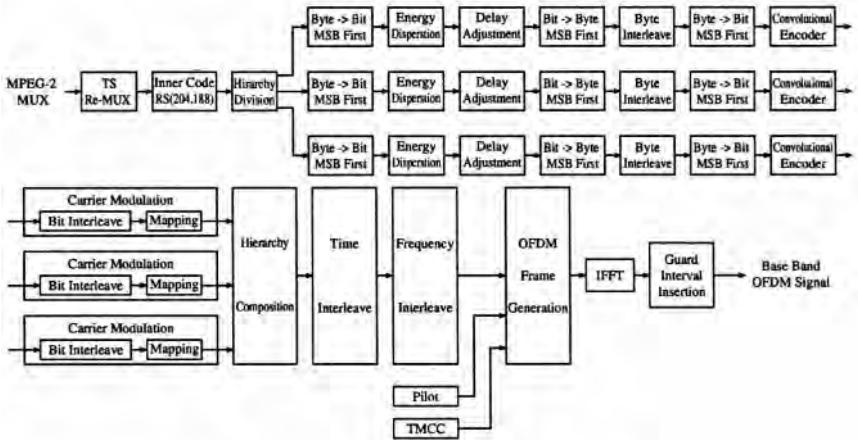 Byte -> Bit
MSB First
Energy
Dispersion
Delay
Adjustment
Bit -> Byte
MSB First
Byte
Interleave
Byte -> Bit
MSB First
Convolutional
Encoder
MPEG-2
MUX
TS
Re-MUX
Inner Code
RS(204,188)
Hirarchy
Division
Byte -> Bit
MSB First
Energy
Dispersion
Delay
Adjustment
Bit -> Byte
MSB First
Byte
Interleave
Byte -> Bit
MSB First
Convolutional
Encoder
Byte -> Bit
MSB First
Energy
Dispersion
Delay
Adjustment
Bit -> Byte
MSB First
Byte
Interleave
Byte -> Bit
MSB First
Convolutional
Encoder
Carrier Modulation
Bit Interleave
Mapping
Carrier Modulation
Bit Interleave
Mapping
Carrier Modulation
Bit Interleave
Mapping
Hierarchy
Composition
Time
Interleave
Frequency
Interleave
OFDM
Frame
Generation
IFFT
Guard
Interval
Insertion
Base Band
OFDM Signal
Pilot
TMCC